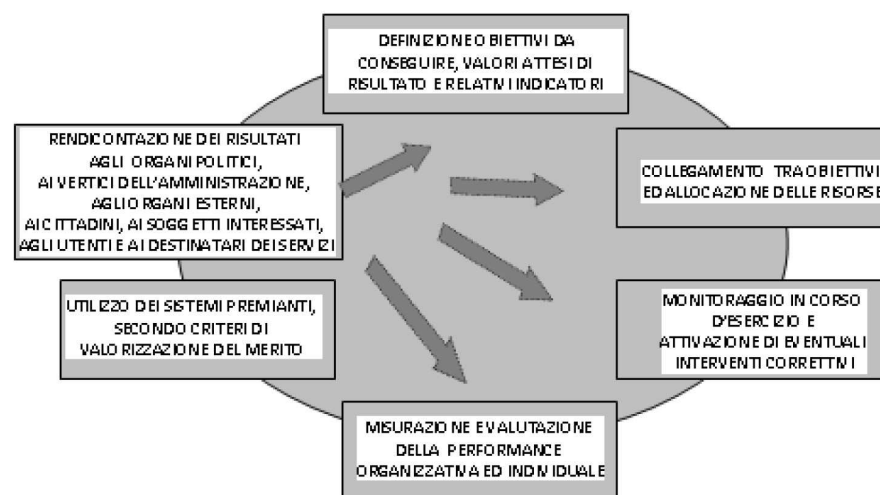 DEFINIZIONE OBIETTIVI DA
CONSEGUIRE, VALORI ATTESI DI
RISULTATO E RELATIVI INDICATORI
RENDICONTAZIONE DEI RISULTATI
AGLI ORGANI POLITICI,
AI VERTICI DELL'AMMINISTRAZIONE,
AGLI ORGANI ESTERNI,
AI CITTADINI, AI SOGGETTI INTERESSATI,
AGLI UTENTI E AI DESTINATARI DEI SERVIZI
COLLEGAMENTO TRA OBIETTIVI
ED ALLOCAZIONE DELLE RISORSE
UTILIZZO DEI SISTEMI PREMIANTI,
SECONDO CRITERI DI
VALORIZZAZIONE DEL MERITO
MONITORAGGIO IN CORSO
D'ESERCIZIO E
ATTIVAZIONE DI EVENTUALI
INTERVENTI CORRETTIVI
MISURAZIONE E VALUTAZIONE
DELLA PERFORMANCE
ORGANIZZATIVA ED INDIVIDUALE